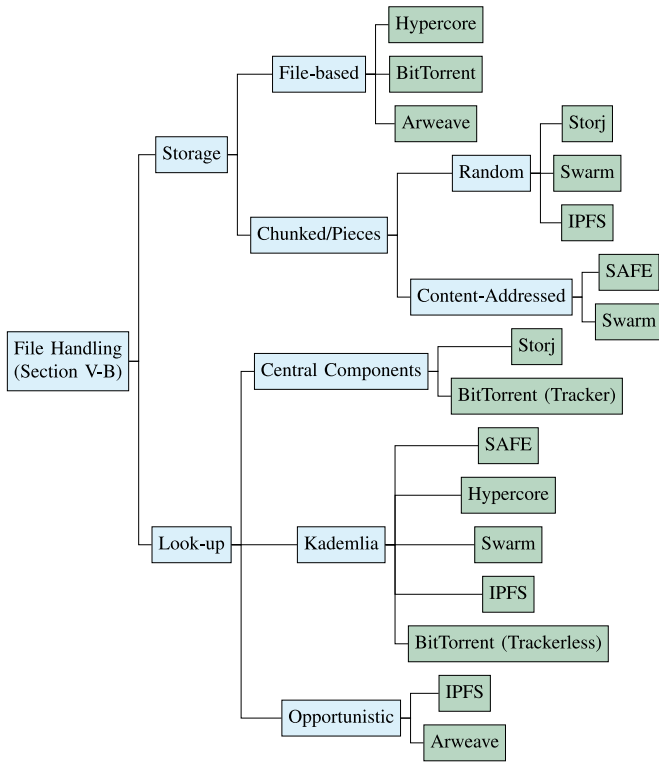 Hypercore
File-based
BitTorrent
Arweave
Storage
Storj
Random
Swarm
IPFS
Chunked/Pieces
SAFE
Content-Addressed
Swarm
File Handling
(Section V-B)
Storj
Central Components
BitTorrent (Tracker)
SAFE
Hypercore
Look-up
Kademlia
Swarm
IPFS
BitTorrent (Trackerless)
IPFS
Opportunistic
Arweave